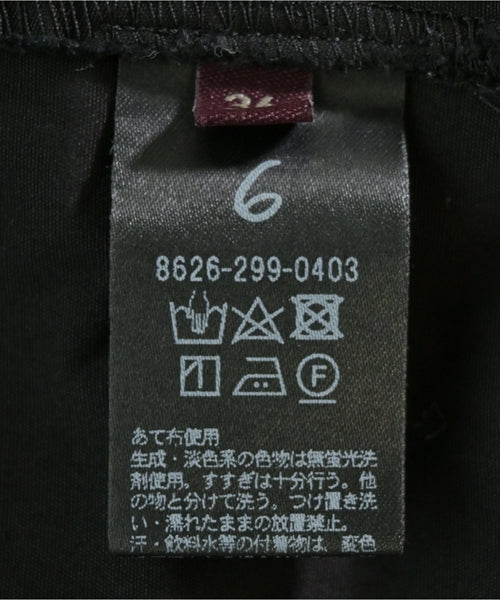 6
8626-299-0403
あて布使用
生成・淡色系の色物は無蛍光洗
剤使用。すすぎは十分行う。他
の物と分けて洗う。つけ置き洗
い・濡れたままの放置禁止。
汗・飲料水等の付着物は、変色